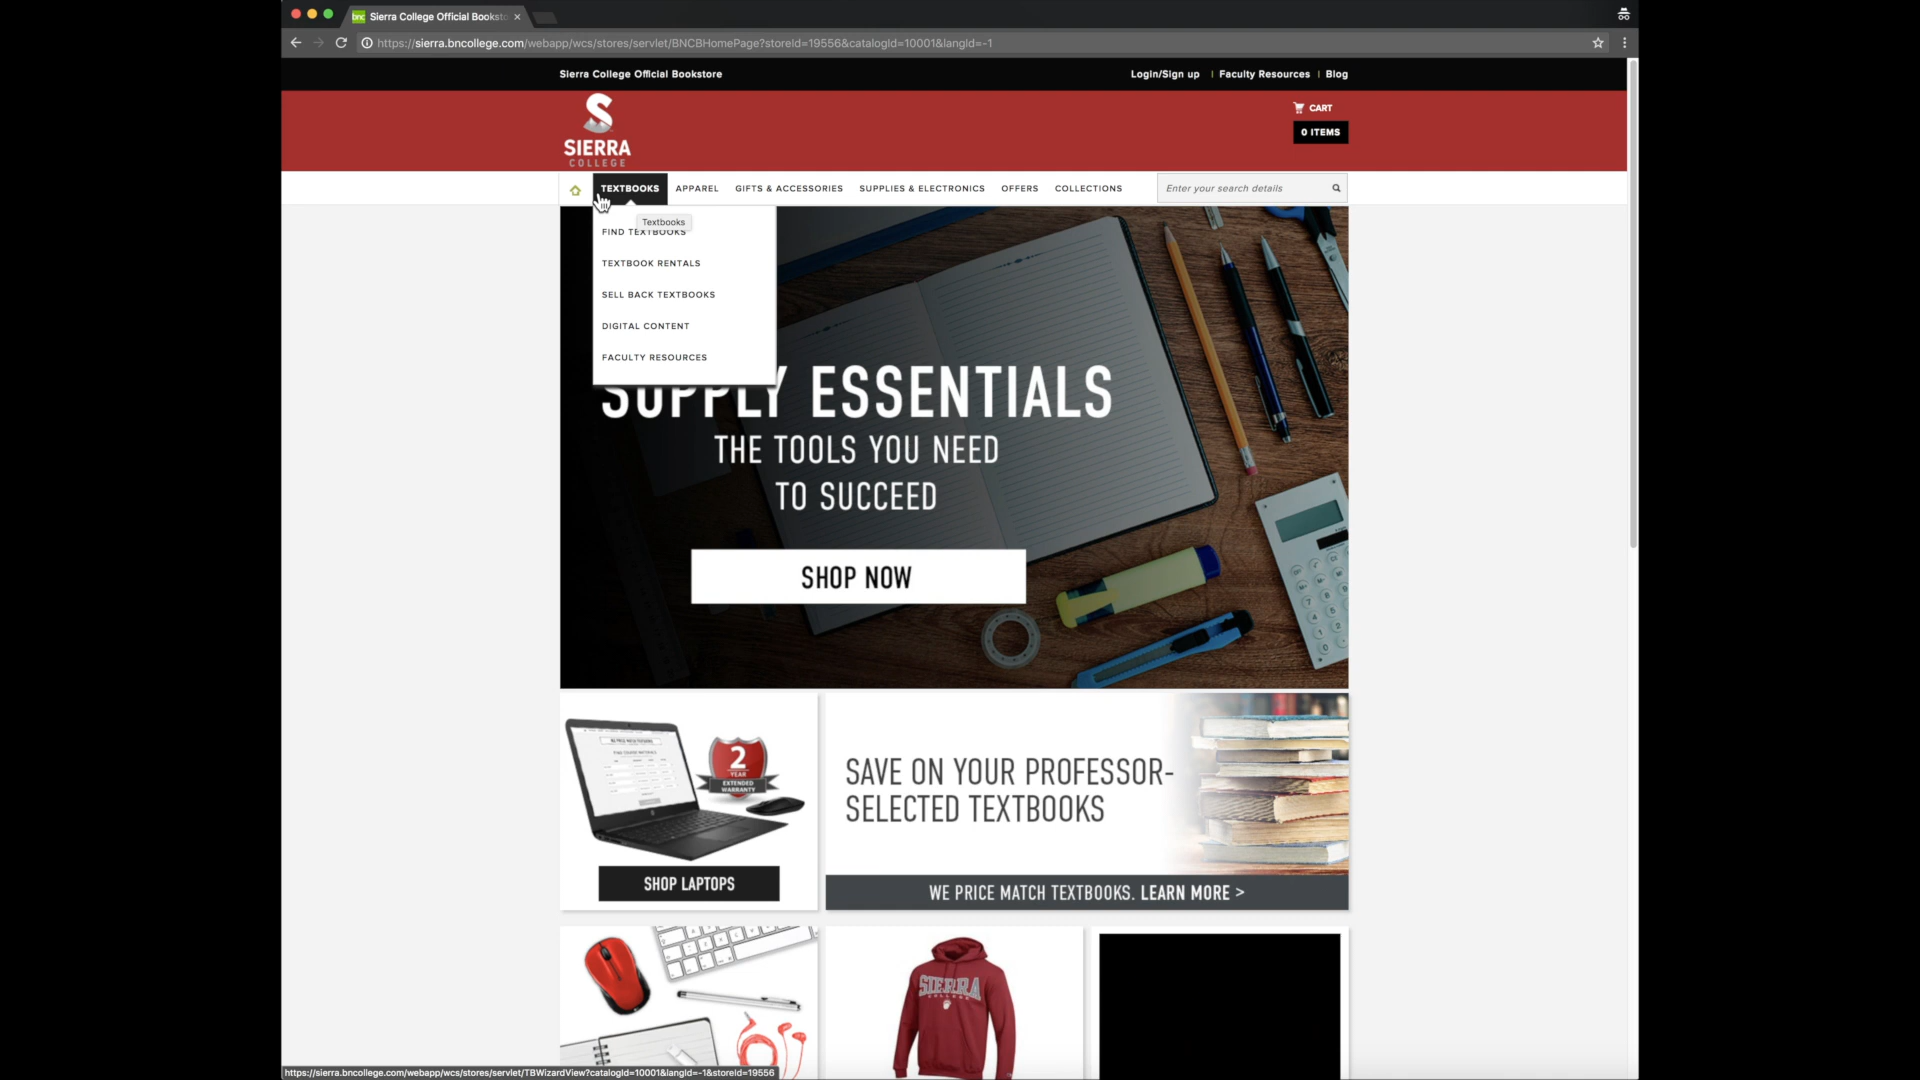 Sierra College Official Booksto
https://sierra.bncollege.com/webapp/wcs/stores/servlet/BNCBHomePage?storeId=19556&catalogId=10001&langId=-1
Sierra College Official Bookstore
Login/Sign up | Faculty Resources | Blog
CART
0 ITEMS
SIERRA
COLLEGE
TEXTBOOKS APPAREL GIFTS & ACCESSORIES SUPPLIES & ELECTRONICS OFFERS COLLECTIONS Enter your search details
Textbooks
FIND TEXTBOOKS
TEXTBOOK RENTALS
SELL BACK TEXTBOOKS
DIGITAL CONTENT
FACULTY RESOURCES
SUPPLY ESSENTIALS
THE TOOLS YOU NEED
TO SUCCEED
SHOP NOW
2
YEAR
EXTENDED
WARRANTY
SHOP LAPTOPS
SAVE ON YOUR PROFESSOR-
SELECTED TEXTBOOKS
WE PRICE MATCH TEXTBOOKS. LEARN MORE >
SIERRA
COLLEGE
https://sierra.bncollege.com/webapp/wcs/stores/servlet/TBWizardView?catalogId=10001&langId=-1&storeId=19556